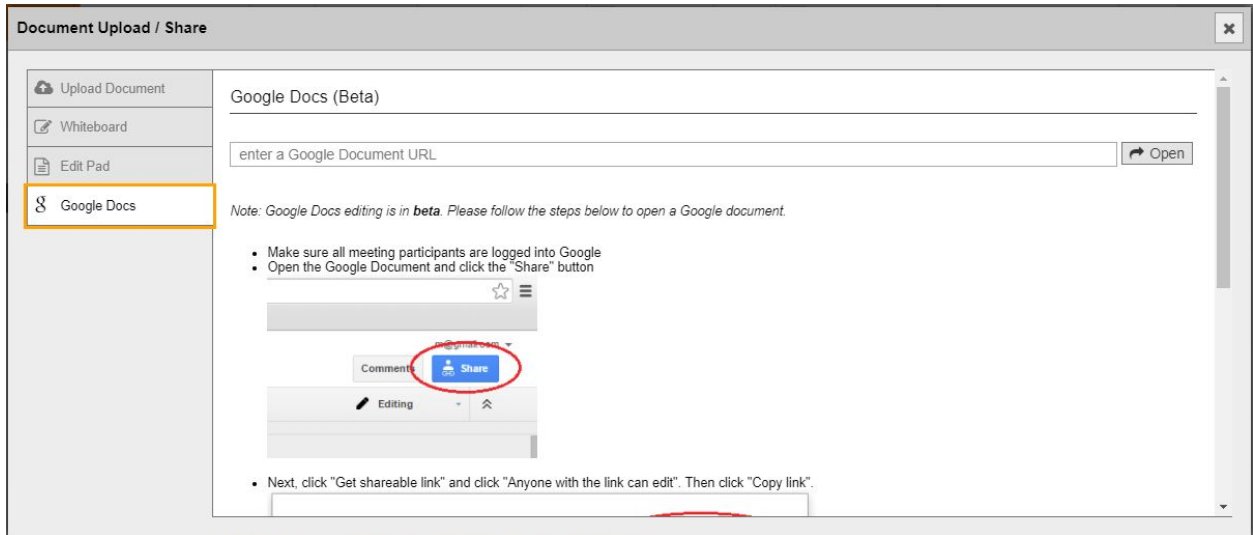 Document Upload / Share
Upload Document
Whiteboard
Edit Pad
Google Docs
Google Docs (Beta)
enter a Google Document URL
Open
Note: Google Docs editing is in beta. Please follow the steps below to open a Google document.
• Make sure all meeting participants are logged into Google
• Open the Google Document and click the "Share" button
m@gmail.com
Comments
Share
Editing
• Next, click "Get shareable link" and click "Anyone with the link can edit". Then click "Copy link".